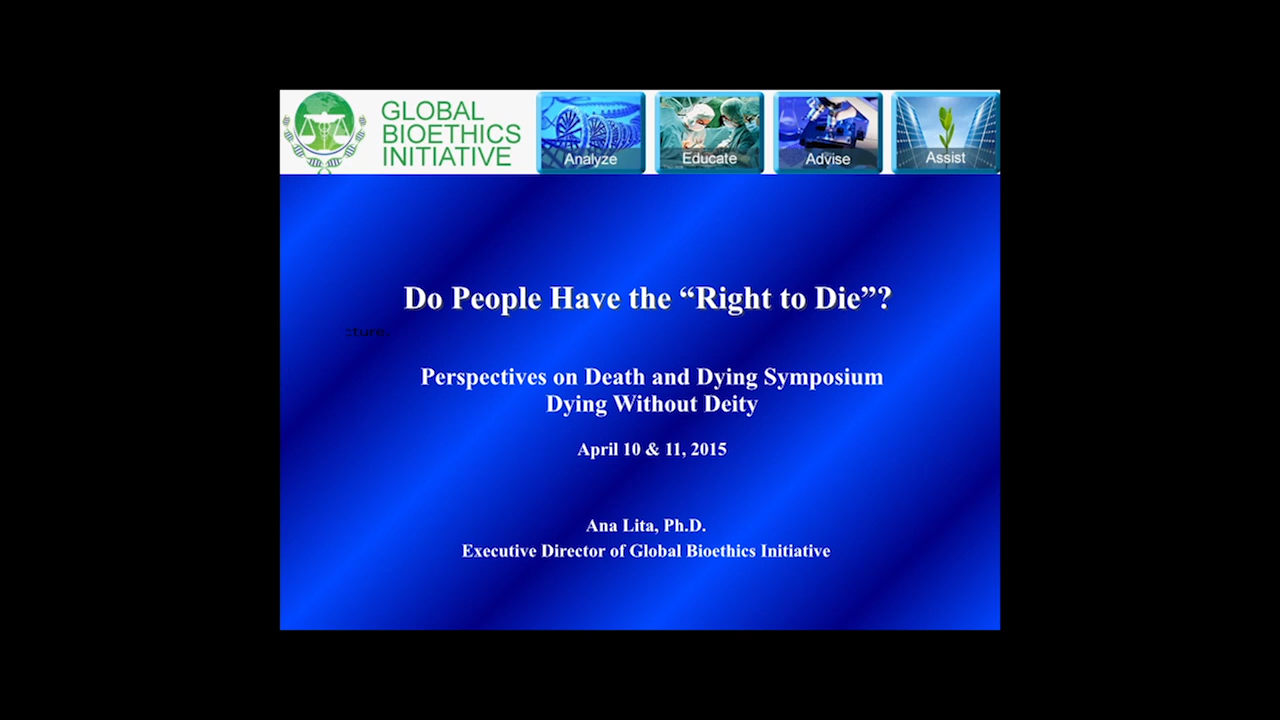 GLOBAL
BIOETHICS
INITIATIVE
Analyze
Educate
Advise
Assist
Do People Have the “Right to Die”?
Perspectives on Death and Dying Symposium
Dying Without Deity
April 10 & 11, 2015
Ana Lita, Ph.D.
Executive Director of Global Bioethics Initiative